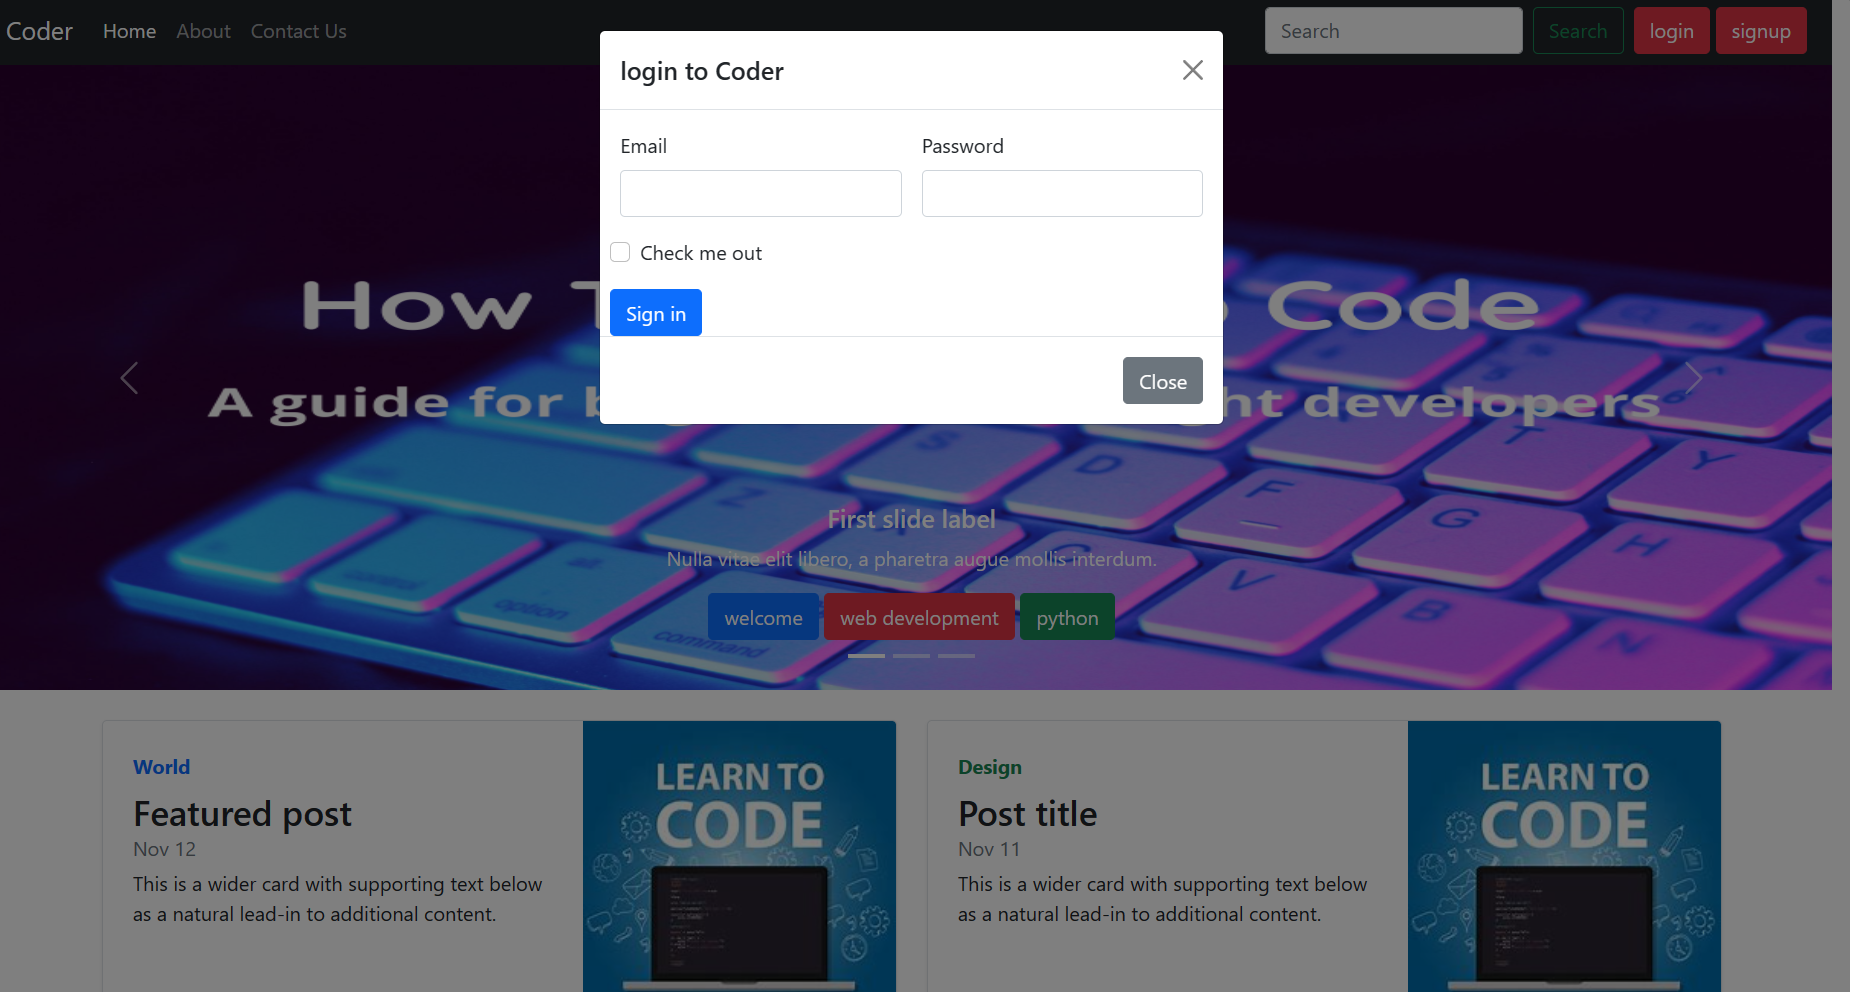 Coder Home About Contact Us Search Search login signup
login to Coder
Email Password
Check me out
Sign in
Close
How T Code
A guide for ht developers
S D F G H T Y Z V B N
alt
option
command
First slide label
Nulla vitae elit libero, a pharetra augue mollis interdum.
welcome web development python
World
Featured post
Nov 12
This is a wider card with supporting text below
as a natural lead-in to additional content.
LEARN TO
CODE
Design
Post title
Nov 11
This is a wider card with supporting text below
as a natural lead-in to additional content.
LEARN TO
CODE